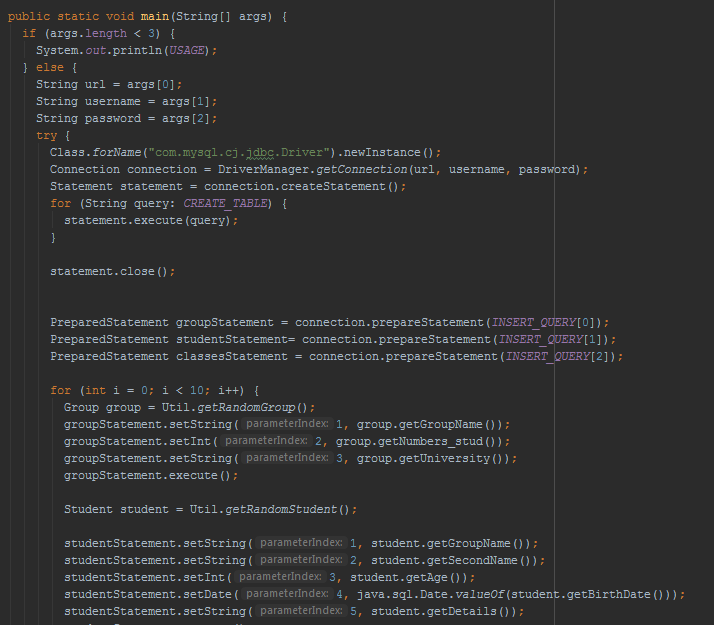 public static void main(String[] args) {
if (args.length < 3) {
System.out.println(USAGE);
} else {
String url = args[0];
String username = args[1];
String password = args[2];
try {
Class.forName("com.mysql.cj.jdbc.Driver").newInstance();
Connection connection = DriverManager.getConnection(url, username, password);
Statement statement = connection.createStatement();
for (String query: CREATE_TABLE) {
statement.execute(query);
}
statement.close();
PreparedStatement groupStatement = connection.prepareStatement(INSERT_QUERY[0]);
PreparedStatement studentStatement= connection.prepareStatement(INSERT_QUERY[1]);
PreparedStatement classesStatement = connection.prepareStatement(INSERT_QUERY[2]);
for (int i = 0; i < 10; i++) {
Group group = Util.getRandomGroup();
groupStatement.setString( parameterIndex: 1, group.getGroupName());
groupStatement.setInt( parameterIndex: 2, group.getNumbers_stud());
groupStatement.setString( parameterIndex: 3, group.getUniversity());
groupStatement.execute();
Student student = Util.getRandomStudent();
studentStatement.setString( parameterIndex: 1, student.getGroupName());
studentStatement.setString( parameterIndex: 2, student.getSecondName());
studentStatement.setInt( parameterIndex: 3, student.getAge());
studentStatement.setDate( parameterIndex: 4, java.sql.Date.valueOf(student.getBirthDate()));
studentStatement.setString( parameterIndex: 5, student.getDetails());